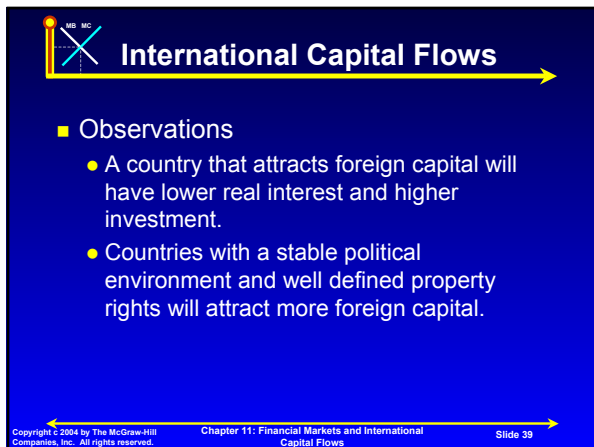 MB MC
International Capital Flows
■ Observations
● A country that attracts foreign capital will
have lower real interest and higher
investment.
● Countries with a stable political
environment and well defined property
rights will attract more foreign capital.
Copyright c 2004 by The McGraw-Hill
Companies, Inc. All rights reserved.
Chapter 11: Financial Markets and International
Capital Flows
Slide 39